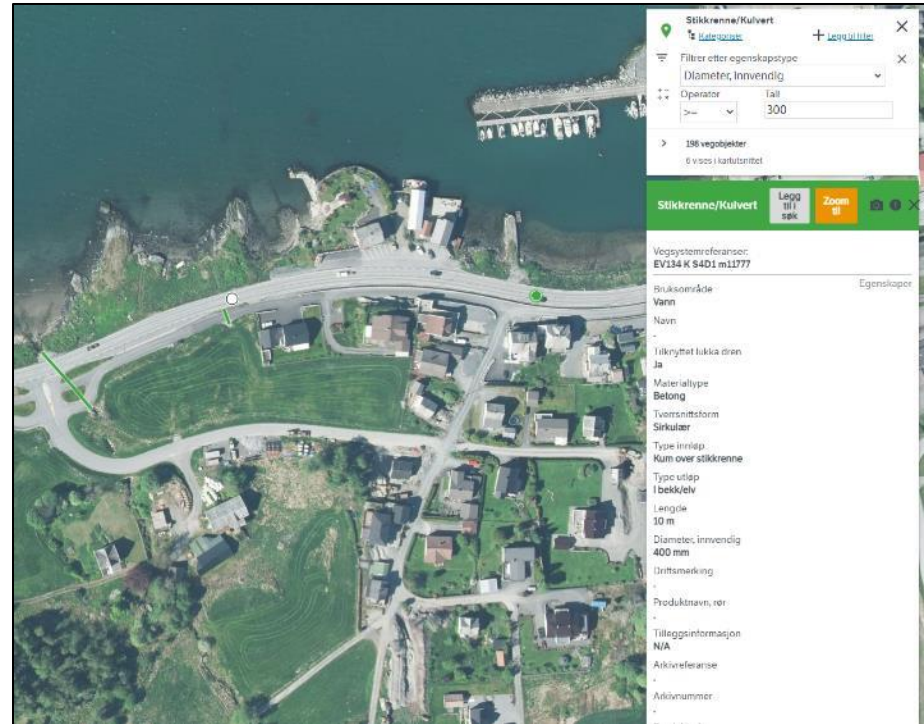 Stikkrenne/Kulvert
Kategorier
Legg til filter
Filtrer etter egenskapstype
Diameter, Innvendig
Operator
Tall
>=
300
198 vegobjekter
6 vises i kartutsnittet
Stikkrenne/Kulvert
Legg
til i
søk
Zoom
til
Vegsystemreferanser:
EV134 K S4D1 m11777
Egenskaper
Bruksområde
Vann
Navn
-
Tilknyttet lukka dren
Ja
Materialtype
Betong
Tverrsnittsform
Sirkulær
Type innløp
Kum over stikkrenne
Type utløp
I bekk/elv
Lengde
10 m
Diameter, innvendig
400 mm
Driftsmerking
-
Produktnavn, rør
-
Tilleggsinformasjon
N/A
Arkivreferanse
-
Arkivnummer
-